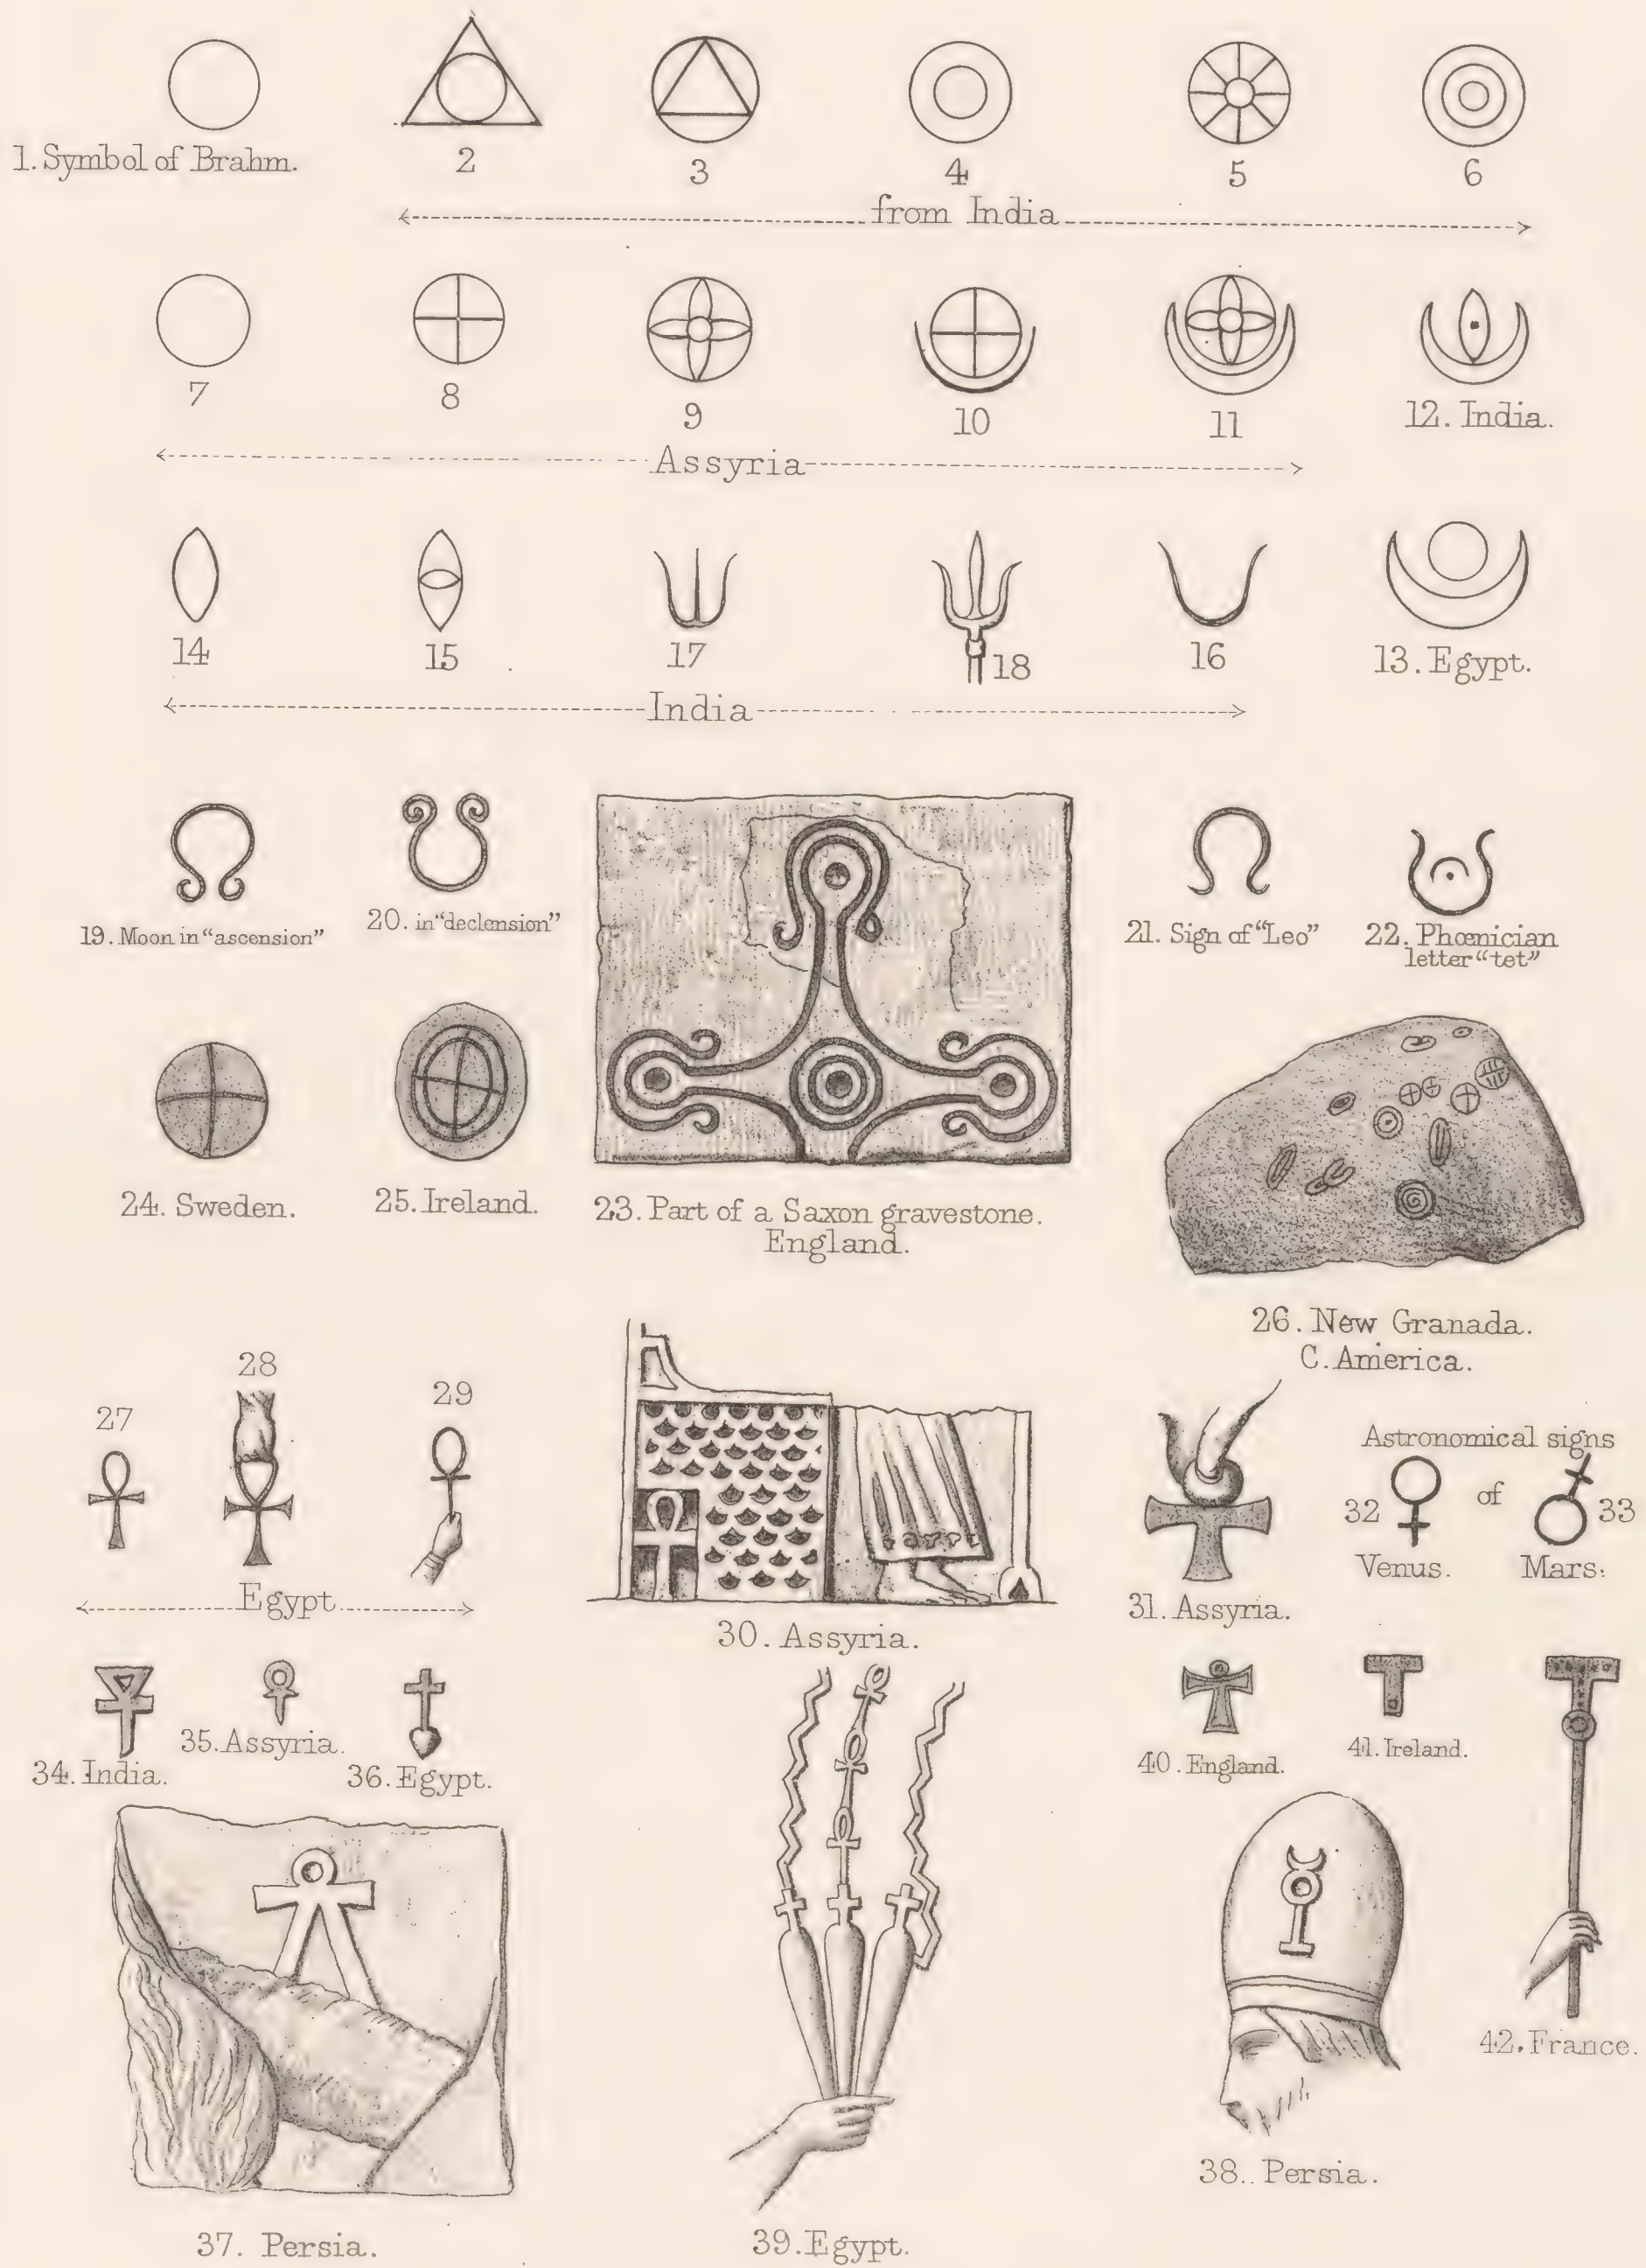 1. Symbol of Brahm.
2
3
4
5
6
from India
7
8
9
10
11
12. India.
Assyria
14
15
17
18
16
13. Egypt.
India
19. Moon in "ascension"
20. in "declension"
21. Sign of "Leo"
22. Phœnician
letter "tet"
24. Sweden.
25. Ireland.
23. Part of a Saxon gravestone.
England.
26. New Granada.
C. America.
27
28
29
Egypt
30. Assyria.
31. Assyria.
Astronomical signs
32
of
33
Venus.
Mars:
34. India.
35. Assyria.
36. Egypt.
40. England.
41. Ireland.
42. France.
37. Persia.
39. Egypt.
38. Persia.